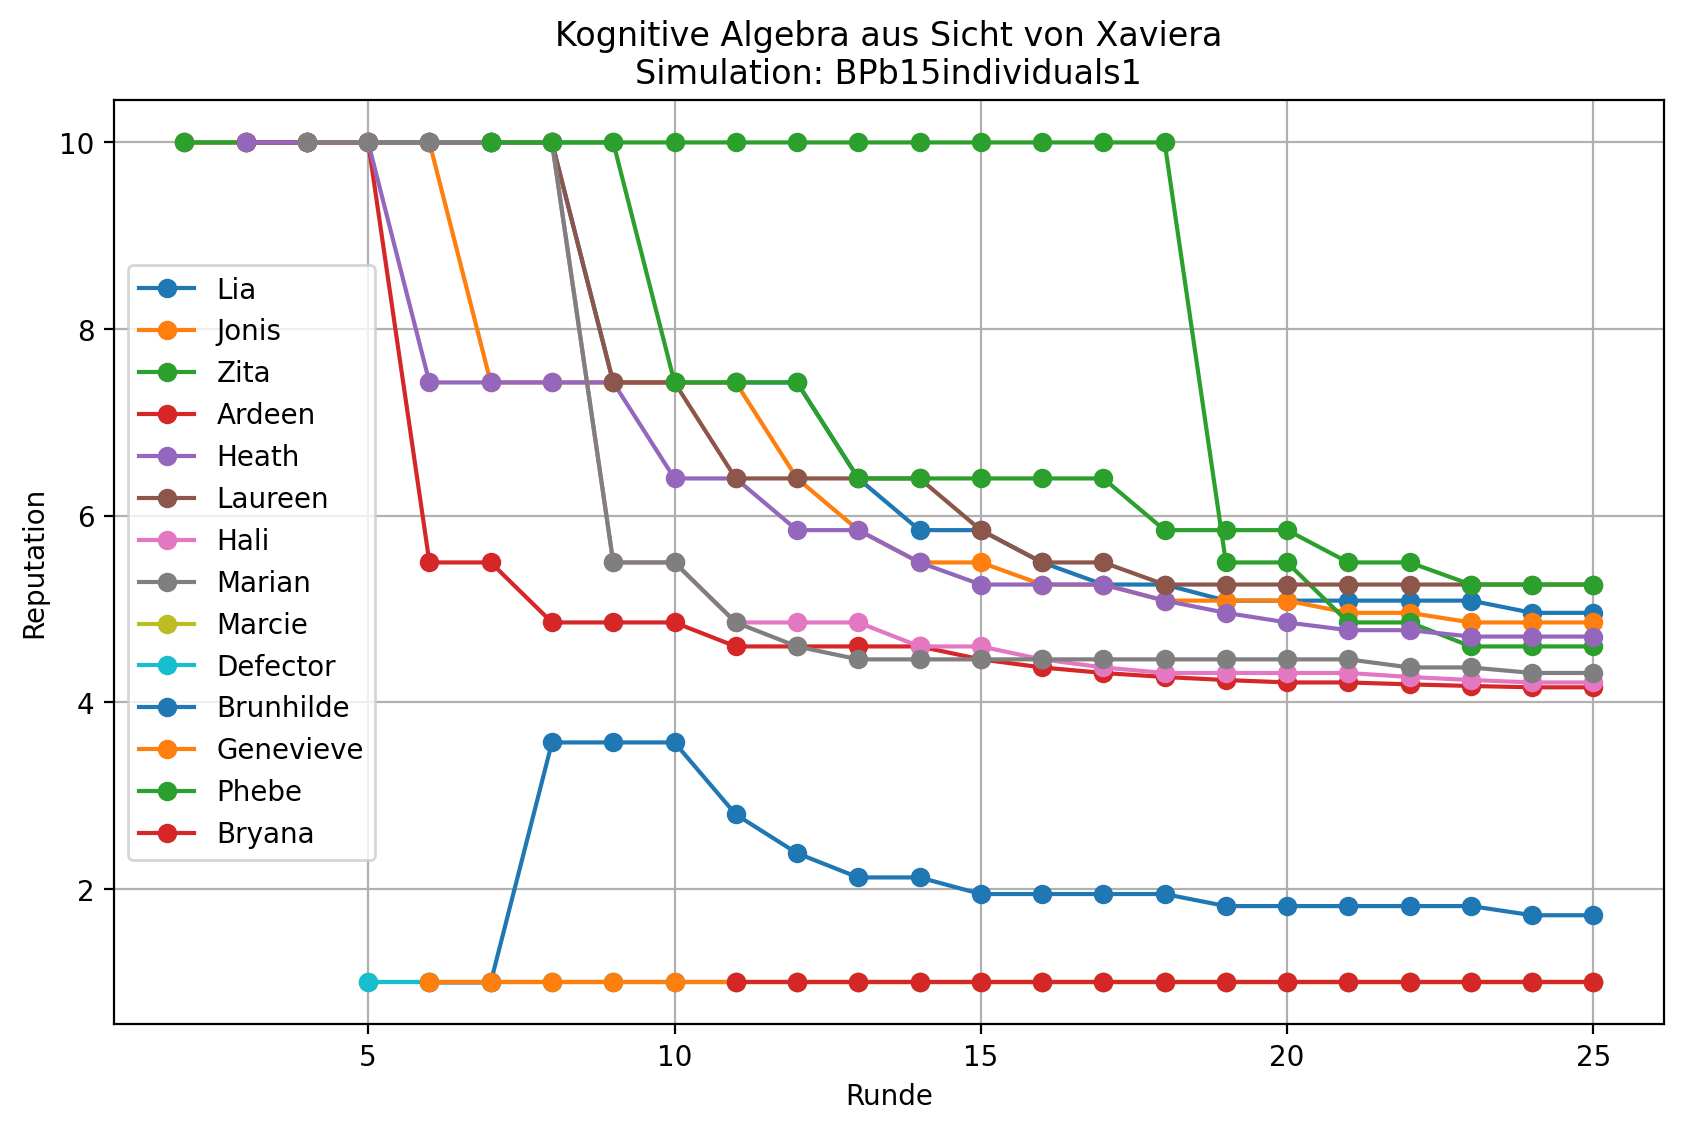 Kognitive Algebra aus Sicht von Xaviera
Simulation: BPb15individuals1
Reputation
10
8
6
4
2
Lia
Jonis
Zita
Ardeen
Heath
Laureen
Hali
Marian
Marcie
Defector
Brunhilde
Genevieve
Phebe
Bryana
5
10
15
20
25
Runde